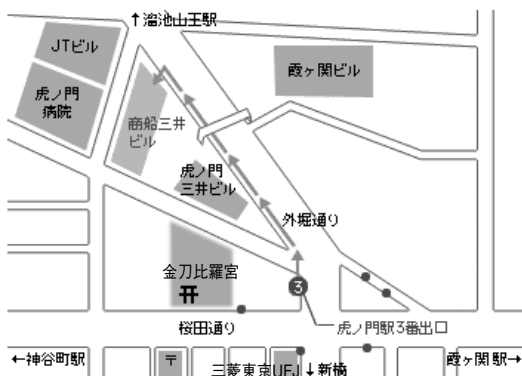 ↑溜池山王駅
JTビル
霞ヶ関ビル
虎ノ門
病院
商船三井
ビル
虎ノ門
三井ビル
外堀通り
金刀比羅宮
3
桜田通り
虎ノ門駅3番出口
←神谷町駅
〒
三菱東京UFJ
↓新橋
霞ヶ関駅→